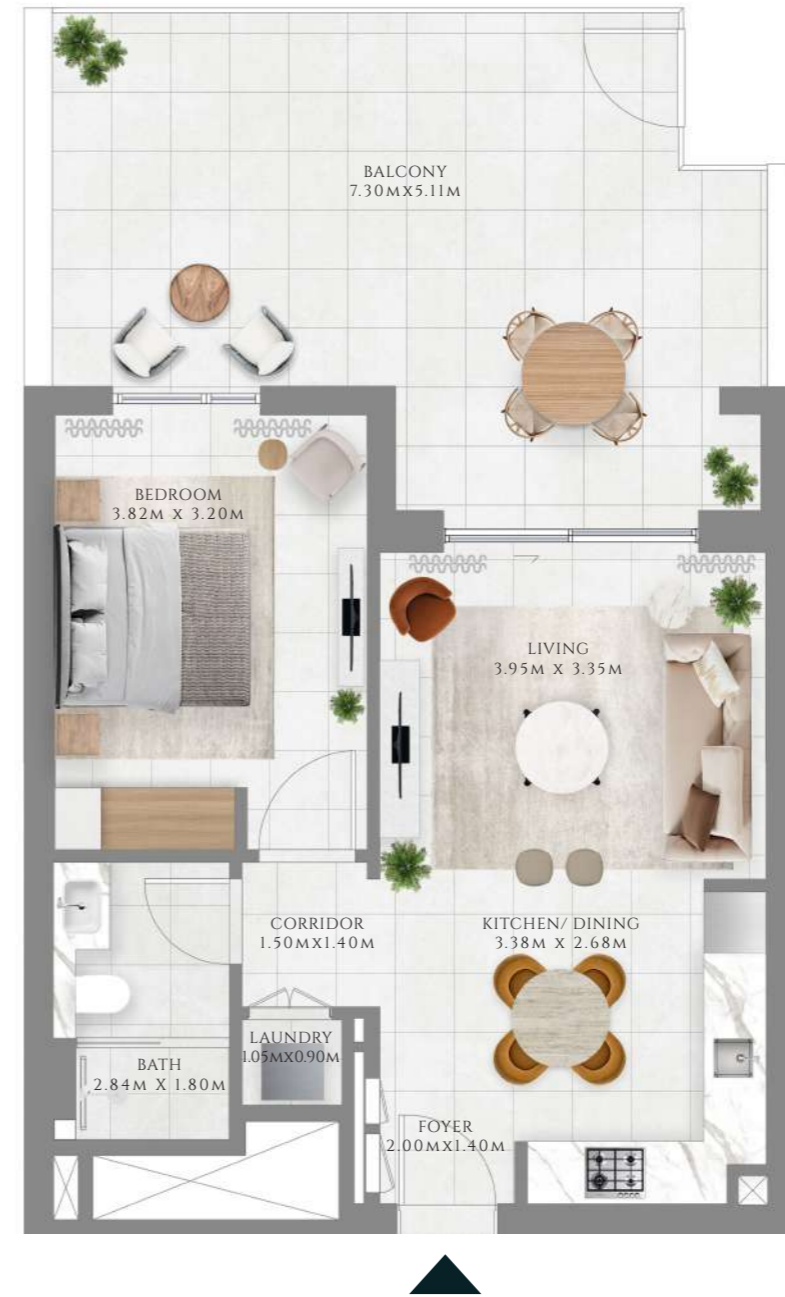 BALCONY
7.30MX5.11M
BEDROOM
3.82M X 3.20M
LIVING
3.95M X 3.35M
CORRIDOR
1.50MX1.40M
KITCHEN/ DINING
3.38M X 2.68M
LAUNDRY
1.05MX0.90M
BATH
2.84M X 1.80M
FOYER
2.00MX1.40M